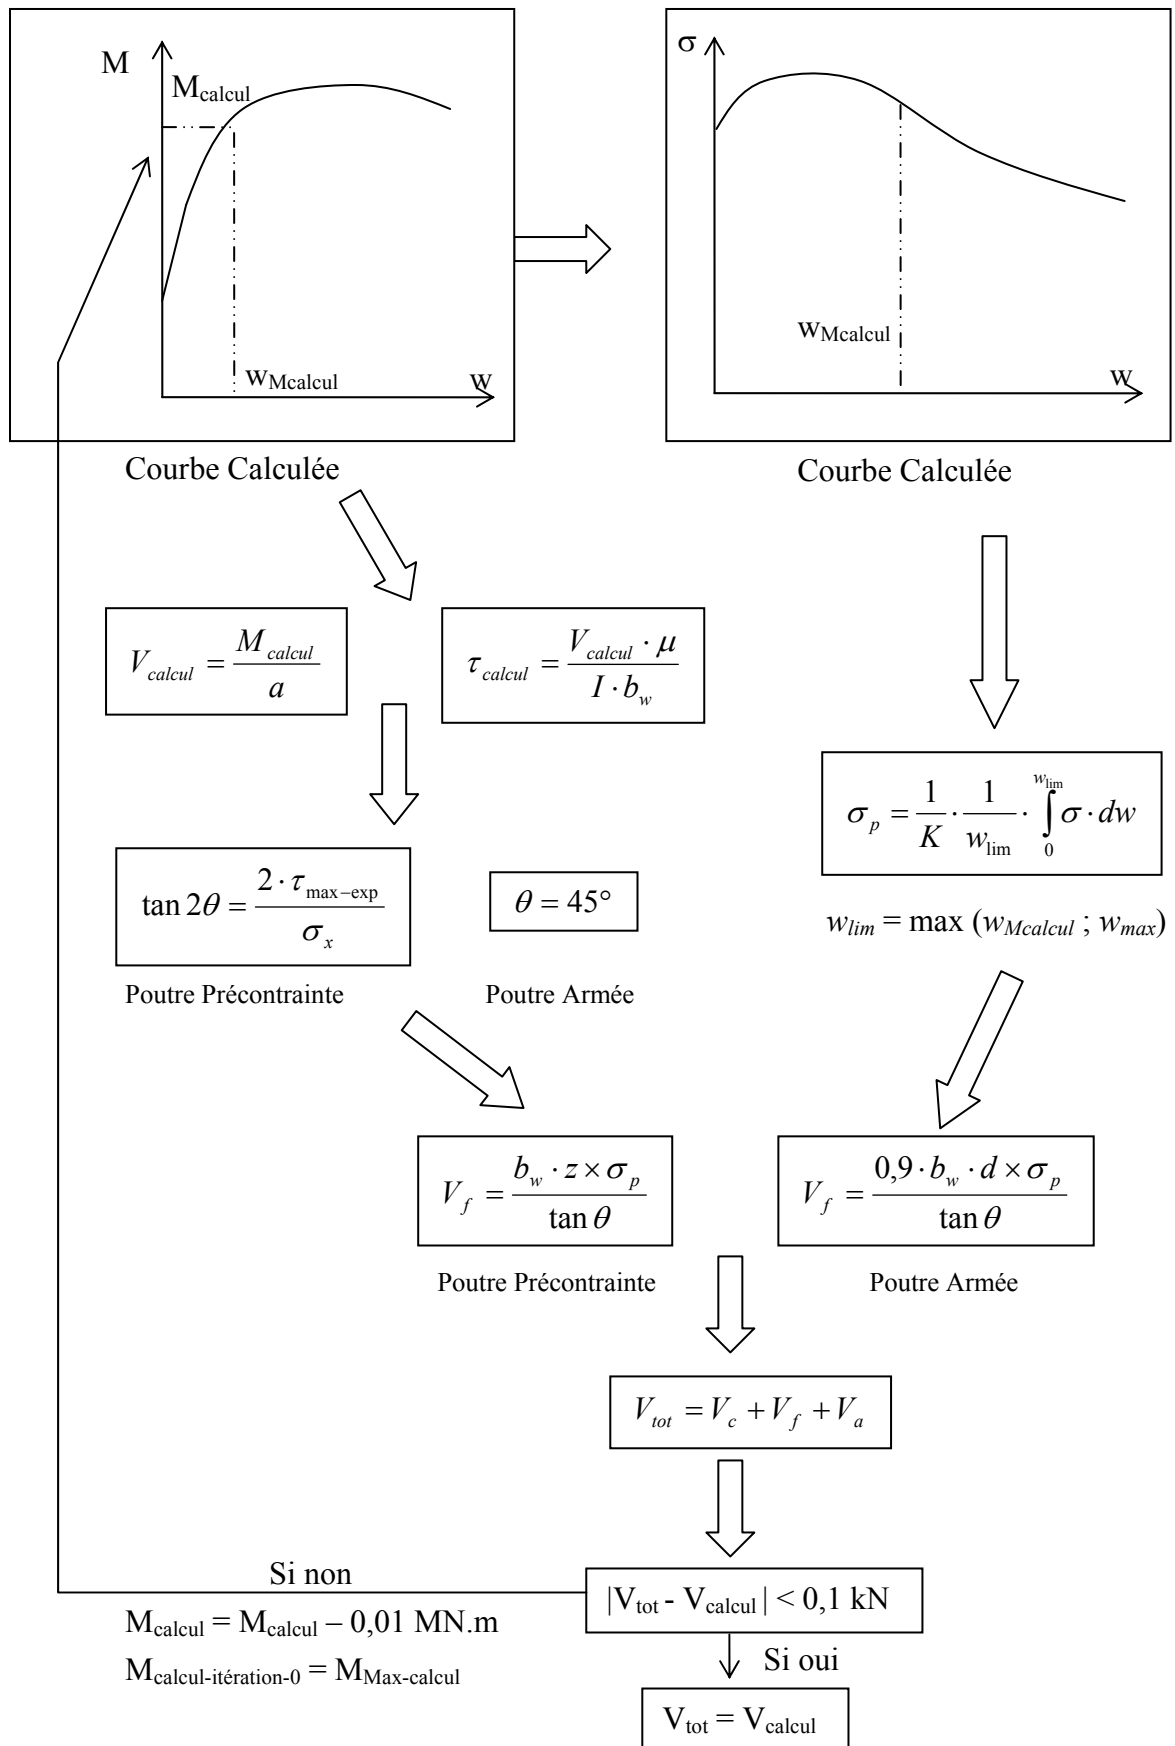 M
M_calcul
w_Mcalcul
w
Courbe Calculée
σ
w_Mcalcul
w
Courbe Calculée
V_calcul = M_calcul / a
τ_calcul = (V_calcul · μ) / (I · b_w)
σ_p = 1/K · 1/w_lim · ∫_0^w_lim σ · dw
w_lim = max (w_Mcalcul ; w_max)
tan 2θ = (2 · τ_max−exp) / σ_x
Poutre Précontrainte
θ = 45°
Poutre Armée
V_f = (b_w · z × σ_p) / tan θ
Poutre Précontrainte
V_f = (0,9 · b_w · d × σ_p) / tan θ
Poutre Armée
V_tot = V_c + V_f + V_a
|V_tot - V_calcul | < 0,1 kN
Si non
M_calcul = M_calcul – 0,01 MN.m
M_calcul-itération-0 = M_Max-calcul
Si oui
V_tot = V_calcul